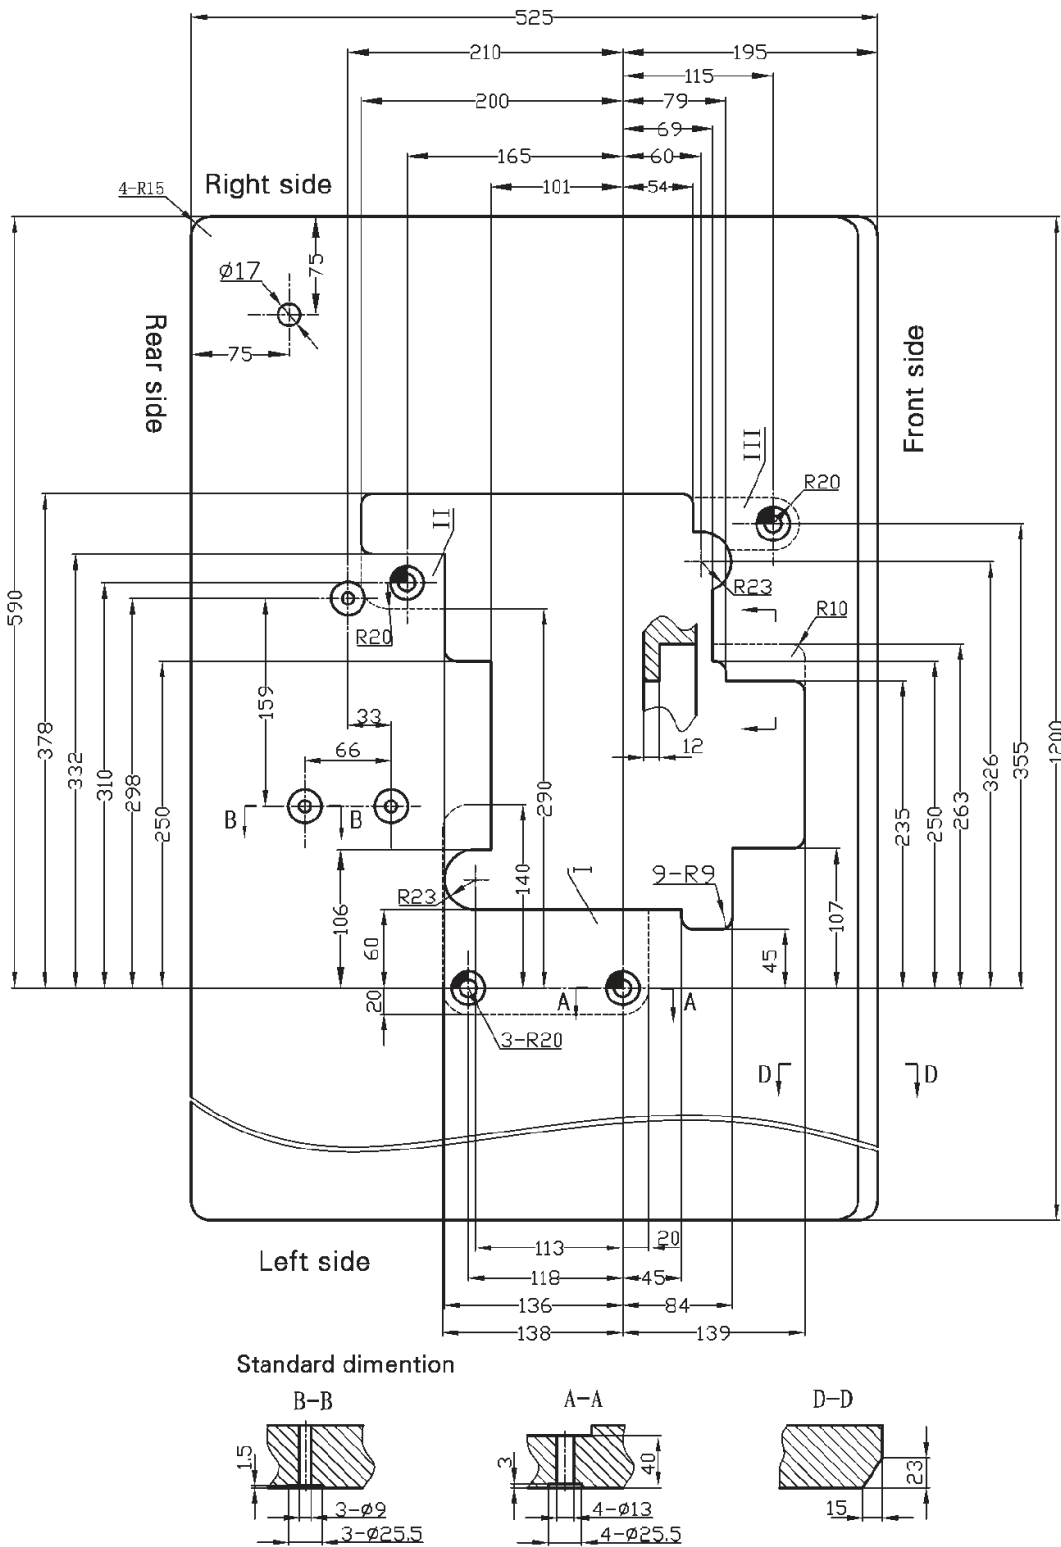 525
210
195
115
200
79
69
165
60
101
54
Right side
4-R15
Ø17
75
75
Rear side
Front side
III
R20
II
R23
R20
R10
590
378
332
310
298
250
159
33
66
12
290
235
250
263
326
355
1200
B
B
106
R23
140
I
9-R9
60
107
45
20
A
A
3-R20
D
D
Left side
113
20
118
45
136
84
138
139
Standard dimention
B-B
A-A
D-D
1.5
3-Ø9
3-Ø25.5
3
40
4-Ø13
4-Ø25.5
23
15